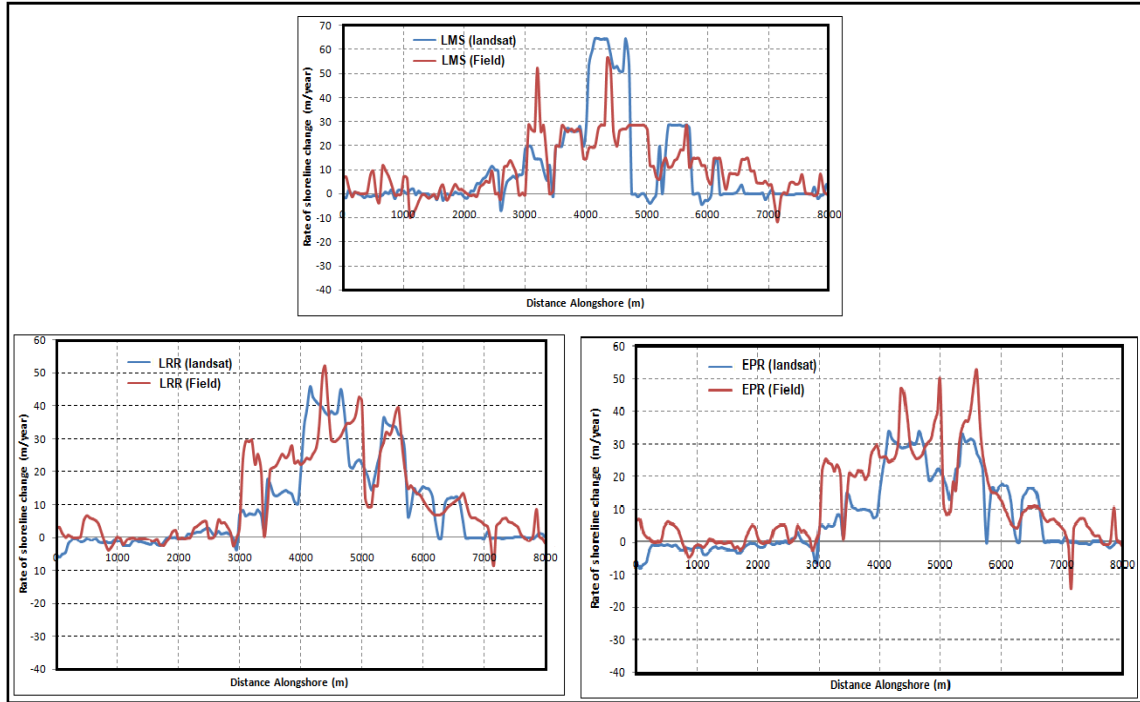 70
60
50
40
30
20
10
0
-10
-20
-30
-40
Rate of shoreline change (m/year)
LMS (landsat)
LMS (Field)
0 1000 2000 3000 4000 5000 6000 7000 8000
Distance Alongshore (m)
60
50
40
30
20
10
0
-10
-20
-30
-40
Rate of shoreline change (m/year)
LRR (landsat)
LRR (Field)
0 1000 2000 3000 4000 5000 6000 7000 8000
Distance Alongshore (m)
60
50
40
30
20
10
0
-10
-20
-30
-40
Rate of shoreline change (m/year)
EPR (landsat)
EPR (Field)
0 1000 2000 3000 4000 5000 6000 7000 8000
Distance Alongshore (m)